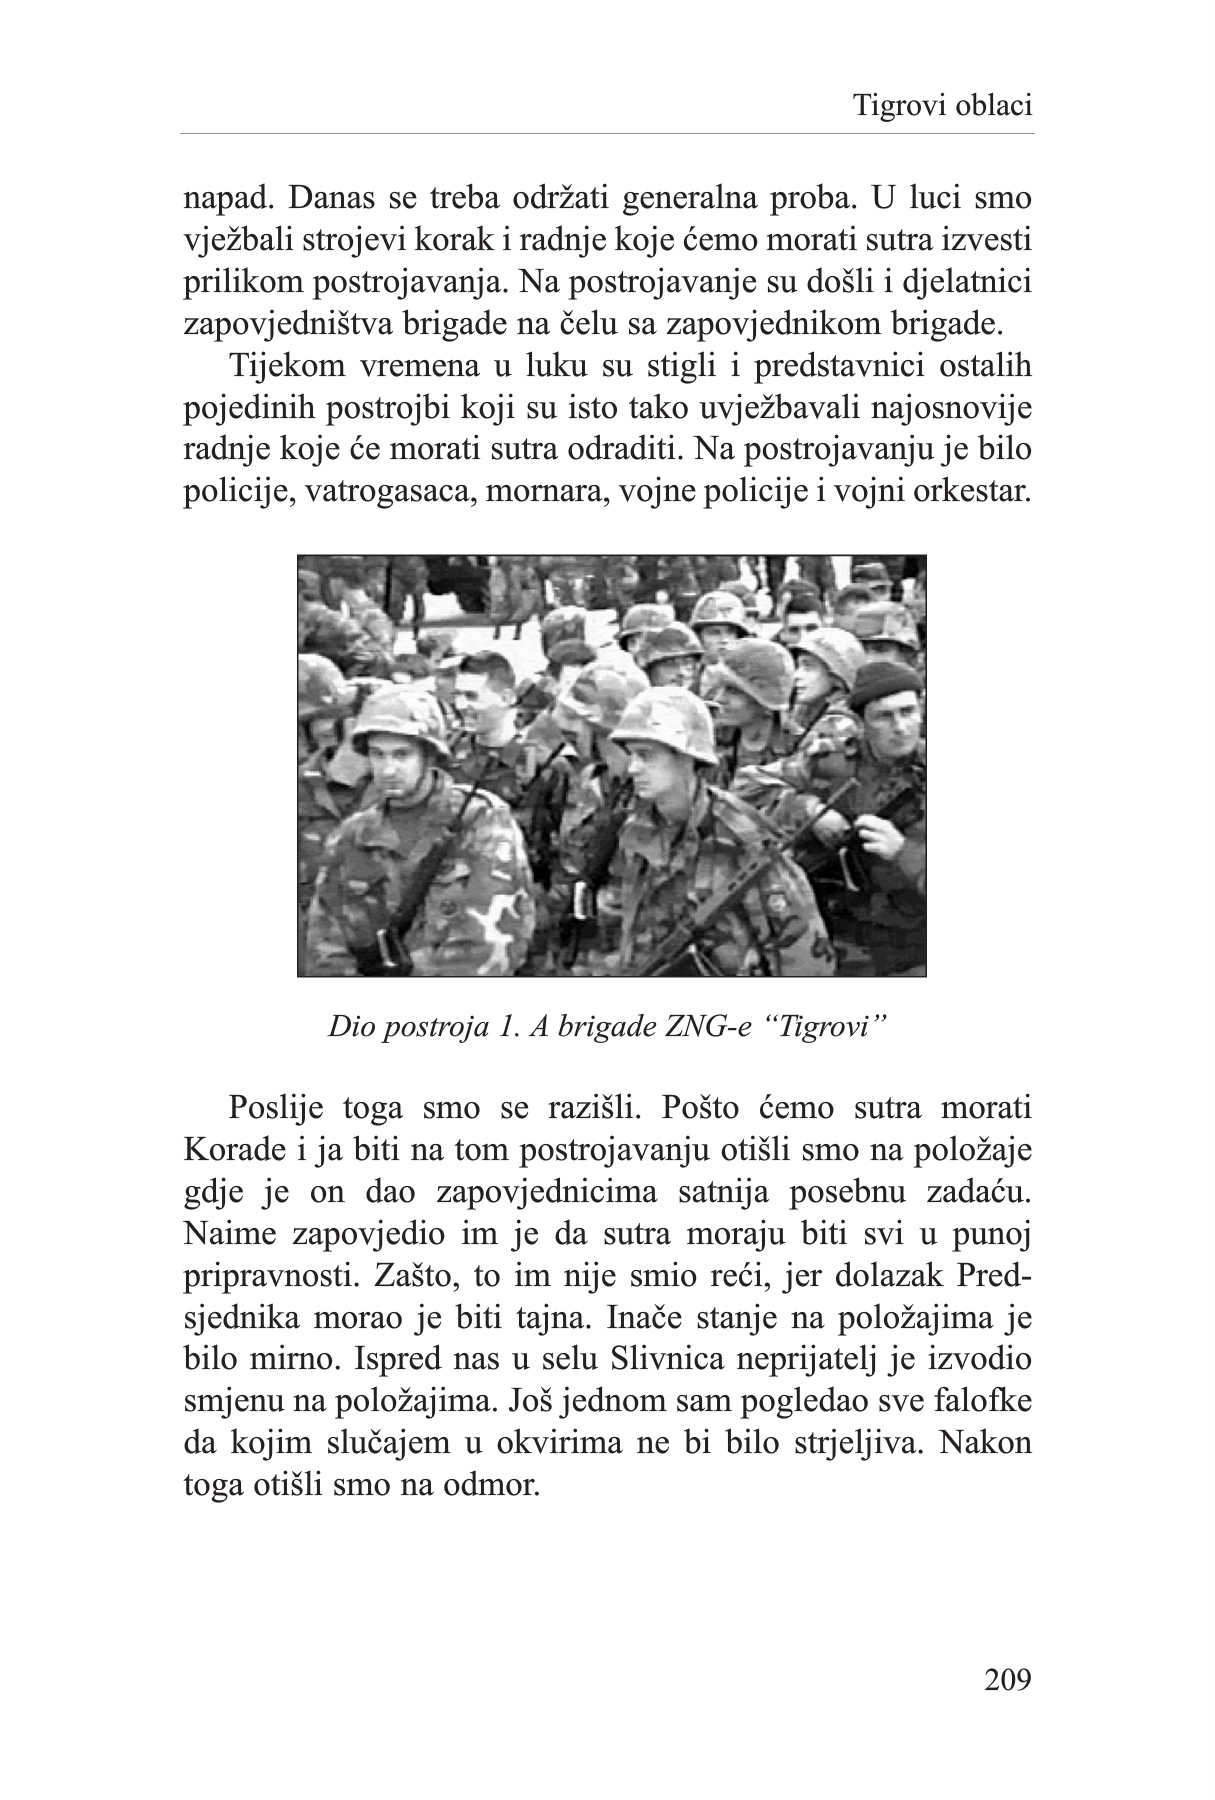 Tigrovi oblaci
napad. Danas se treba održati generalna proba. U luci smo
vježbali strojevi korak i radnje koje ćemo morati sutra izvesti
prilikom postrojavanja. Na postrojavanje su došli i djelatnici
zapovjedništva brigade na čelu sa zapovjednikom brigade.
Tijekom vremena u luku su stigli i predstavnici ostalih
pojedinih postrojbi koji su isto tako uvježbavali najosnovije
radnje koje će morati sutra odraditi. Na postrojavanju je bilo
policije, vatrogasaca, mornara, vojne policije i vojni orkestar.
Dio postroja 1. A brigade ZNG-e “Tigrovi”
Poslije toga smo se razišli. Pošto ćemo sutra morati
Korade i ja biti na tom postrojavanju otišli smo na položaje
gdje je on dao zapovjednicima satnija posebnu zadaću.
Naime zapovjedio im je da sutra moraju biti svi u punoj
pripravnosti. Zašto, to im nije smio reći, jer dolazak Pred-
sjednika morao je biti tajna. Inače stanje na položajima je
bilo mirno. Ispred nas u selu Slivnica neprijatelj je izvodio
smjenu na položajima. Još jednom sam pogledao sve falofke
da kojim slučajem u okvirima ne bi bilo strjeljiva. Nakon
toga otišli smo na odmor.
209